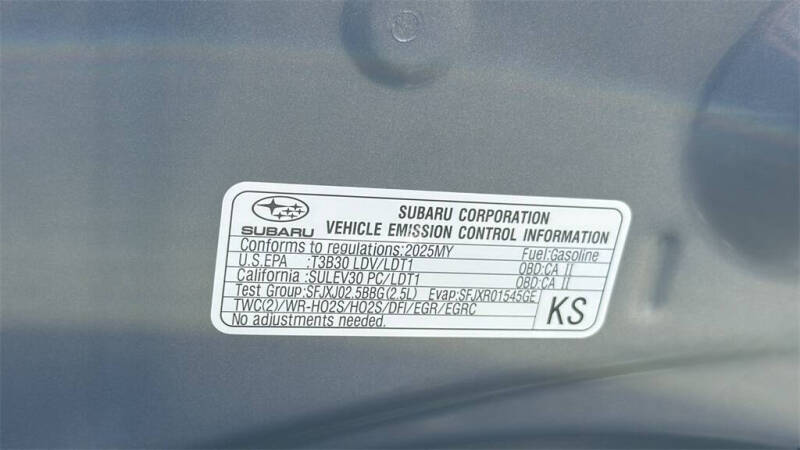 SUBARU
SUBARU CORPORATION
VEHICLE EMISSION CONTROL INFORMATION
Conforms to regulations:2025MY Fuel:Gasoline
U.S.EPA :T3B30 LDV/LDT1 OBD:CA II
California :SULEV30 PC/LDT1 OBD:CA II
Test Group:SFJXJ02.5BBG(2.5L) Evap:SFJXR01545GE
TWC(2)/WR-HO2S/HO2S/DFI/EGR/EGRC
No adjustments needed.
KS